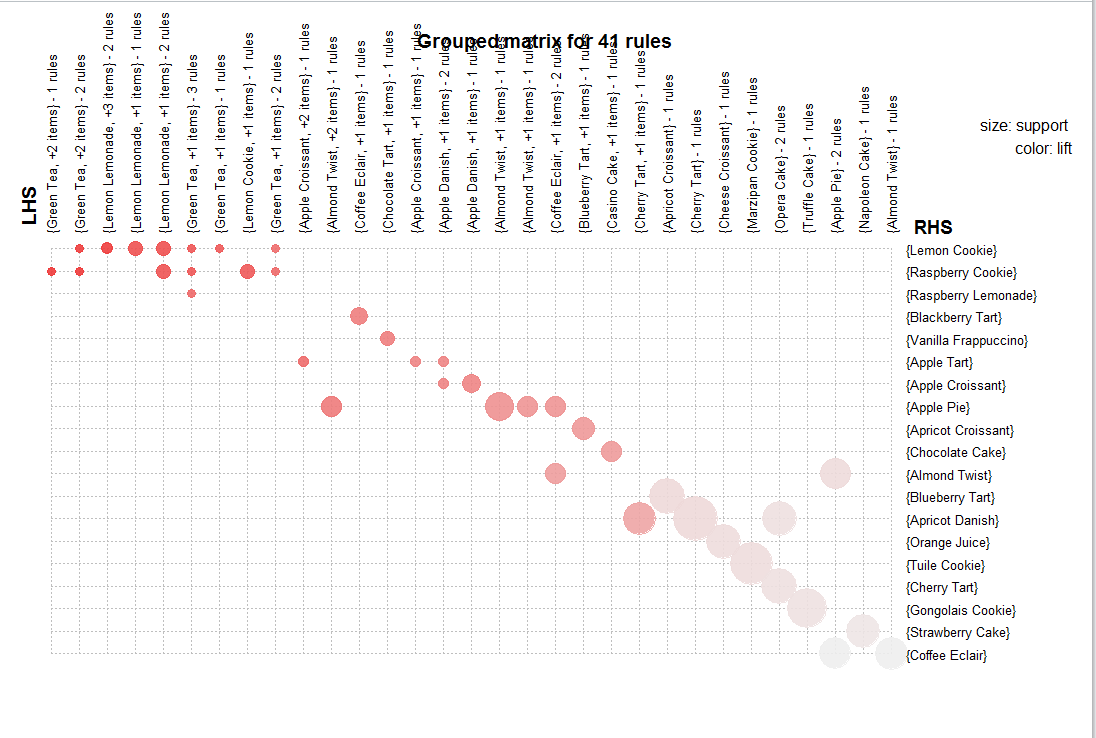 Grouped matrix for 41 rules
size: support
color: lift
LHS
{Green Tea, +2 items} - 1 rules
{Green Tea, +2 items} - 2 rules
{Lemon Lemonade, +3 items} - 2 rules
{Lemon Lemonade, +1 items} - 1 rules
{Lemon Lemonade, +1 items} - 2 rules
{Green Tea, +1 items} - 3 rules
{Green Tea, +1 items} - 1 rules
{Lemon Cookie, +1 items} - 1 rules
{Green Tea, +1 items} - 2 rules
{Apple Croissant, +2 items} - 1 rules
{Almond Twist, +2 items} - 1 rules
{Coffee Eclair, +1 items} - 1 rules
{Chocolate Tart, +1 items} - 1 rules
{Apple Croissant, +1 items} - 1 rules
{Apple Danish, +1 items} - 2 rules
{Apple Danish, +1 items} - 1 rules
{Almond Twist, +1 items} - 1 rules
{Almond Twist, +1 items} - 1 rules
{Coffee Eclair, +1 items} - 2 rules
{Blueberry Tart, +1 items} - 1 rules
{Casino Cake, +1 items} - 1 rules
{Cherry Tart, +1 items} - 1 rules
{Apricot Croissant} - 1 rules
{Cherry Tart} - 1 rules
{Cheese Croissant} - 1 rules
{Marzipan Cookie} - 1 rules
{Opera Cake} - 2 rules
{Truffle Cake} - 1 rules
{Apple Pie} - 2 rules
{Napoleon Cake} - 1 rules
{Almond Twist} - 1 rules
RHS
{Lemon Cookie}
{Raspberry Cookie}
{Raspberry Lemonade}
{Blackberry Tart}
{Vanilla Frappuccino}
{Apple Tart}
{Apple Croissant}
{Apple Pie}
{Apricot Croissant}
{Chocolate Cake}
{Almond Twist}
{Blueberry Tart}
{Apricot Danish}
{Orange Juice}
{Tuile Cookie}
{Cherry Tart}
{Gongolais Cookie}
{Strawberry Cake}
{Coffee Eclair}